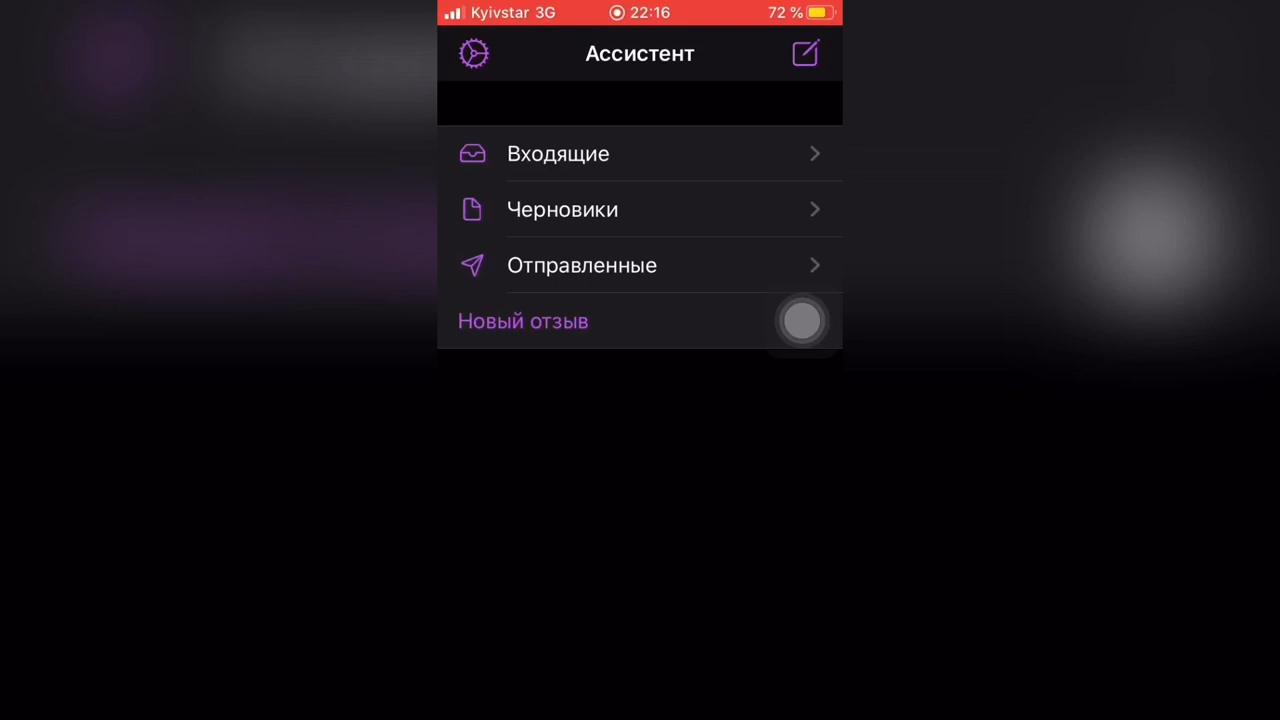 Kyivstar 3G 22:16 72 %
Ассистент
Входящие
Черновики
Отправленные
Новый отзыв